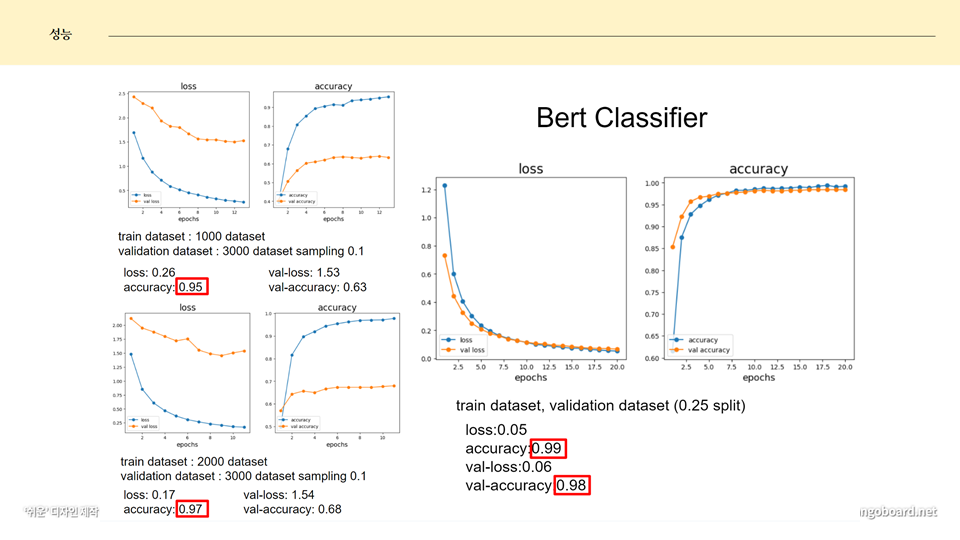 성능
loss
2.5
2.0
1.5
1.0
0.5
loss
val loss
2 4 6 8 10 12
epochs
accuracy
0.9
0.8
0.7
0.6
0.5
0.4
accuracy
val accuracy
2 4 6 8 10 12
epochs
train dataset : 1000 dataset
validation dataset : 3000 dataset sampling 0.1
loss: 0.26 val-loss: 1.53
accuracy: 0.95 val-accuracy: 0.63
loss
2.00
1.75
1.50
1.25
1.00
0.75
0.50
0.25
loss
val loss
2 4 6 8 10
epochs
accuracy
1.0
0.9
0.8
0.7
0.6
0.5
accuracy
val accuracy
2 4 6 8 10
epochs
train dataset : 2000 dataset
validation dataset : 3000 dataset sampling 0.1
loss: 0.17 val-loss: 1.54
accuracy: 0.97 val-accuracy: 0.68
Bert Classifier
loss
1.2
1.0
0.8
0.6
0.4
0.2
0.0
loss
val loss
2.5 5.0 7.5 10.0 12.5 15.0 17.5 20.0
epochs
accuracy
1.00
0.95
0.90
0.85
0.80
0.75
0.70
0.65
0.60
accuracy
val accuracy
2.5 5.0 7.5 10.0 12.5 15.0 17.5 20.0
epochs
train dataset, validation dataset (0.25 split)
loss:0.05
accuracy:0.99
val-loss:0.06
val-accuracy 0.98
'쉬운' 디자인 제작
ngoboard.net